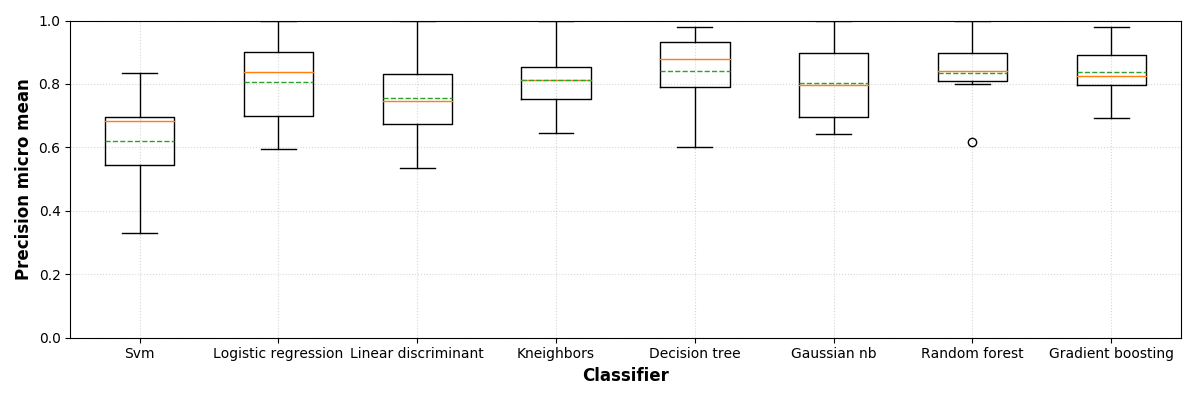 Precision micro mean
1.0
0.8
0.6
0.4
0.2
0.0
Svm Logistic regression Linear discriminant Kneighbors Decision tree Gaussian nb Random forest Gradient boosting
Classifier